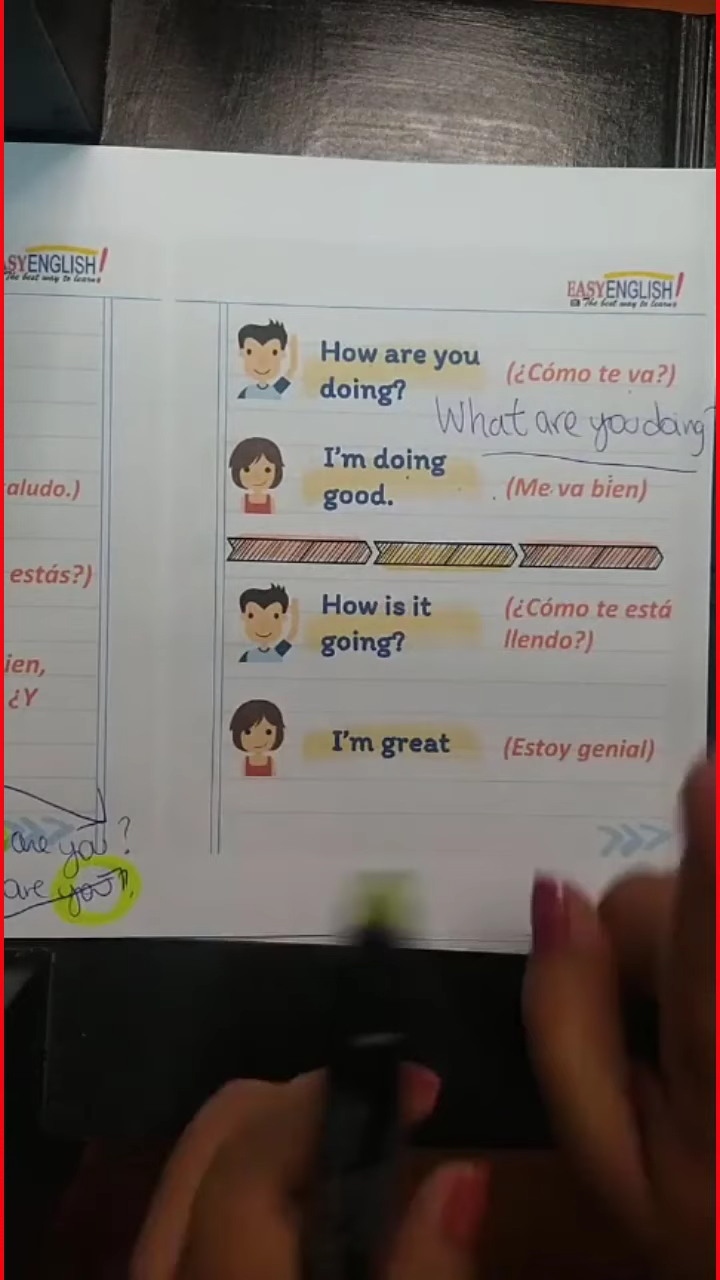 SYENGLISH!
The best way to learn
aludo.)
estás?)
ien,
¿Y
are you?
are you
EASYENGLISH!
The best way to learn
How are you
doing?
(¿Cómo te va?)
What are you doing?
I'm doing
good.
(Me va bien)
How is it
going?
(¿Cómo te está
llendo?)
I'm great
(Estoy genial)